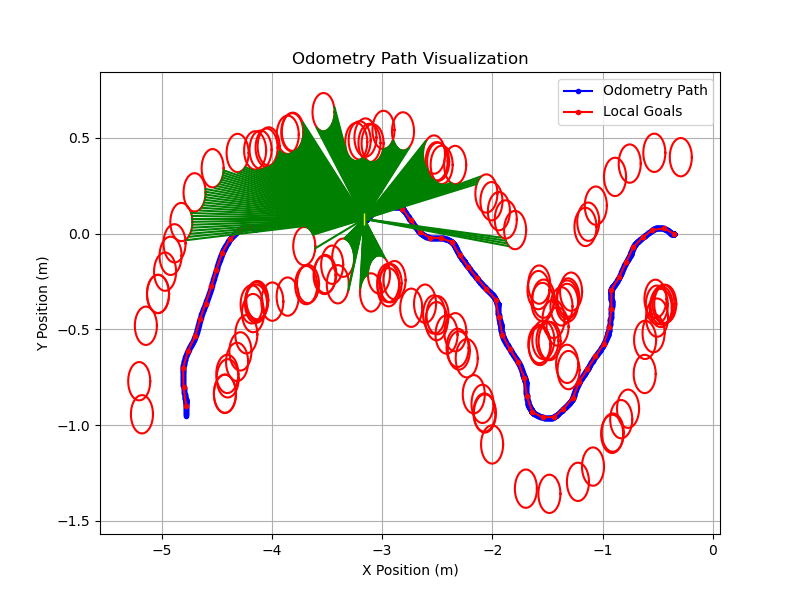 Odometry Path Visualization
Odometry Path
Local Goals
Y Position (m)
0.5
0.0
−0.5
−1.0
−1.5
−5
−4
−3
−2
−1
0
X Position (m)